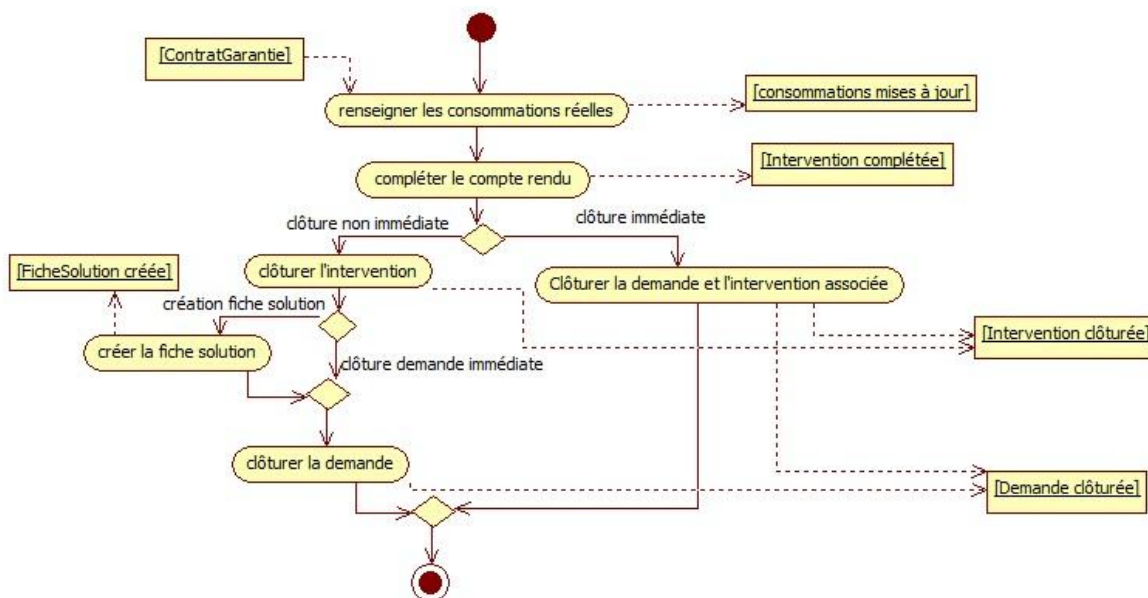 [ContratGarantie]
[consommations mises à jour]
renseigner les consommations réelles
[Intervention complétée]
compléter le compte rendu
clôture non immédiate
clôture immédiate
[FicheSolution créée]
clôturer l'intervention
Clôturer la demande et l'intervention associée
création fiche solution
[Intervention clôturée]
créer la fiche solution
clôture demande immédiate
clôturer la demande
[Demande clôturée]